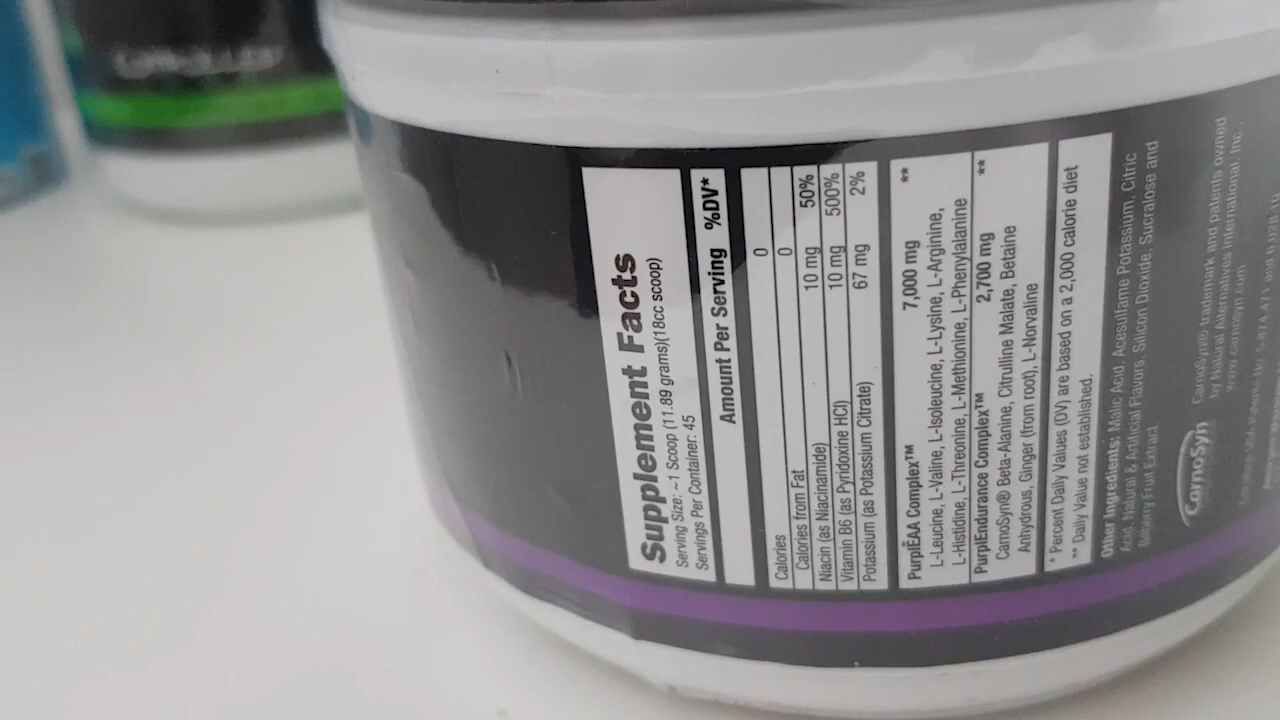 Supplement Facts
Serving Size: ~1 Scoop (11.89 grams)(18cc scoop)
Servings Per Container: 45
Amount Per Serving %DV*
Calories 0
Calories from Fat 0
Niacin (as Niacinamide) 10 mg 50%
Vitamin B6 (as Pyridoxine HCl) 10 mg 500%
Potassium (as Potassium Citrate) 67 mg 2%
PurplEAA Complex™ 7,000 mg **
L-Leucine, L-Valine, L-Isoleucine, L-Lysine, L-Arginine,
L-Histidine, L-Threonine, L-Methionine, L-Phenylalanine
PurplEndurance Complex™ 2,700 mg **
CarnoSyn® Beta-Alanine, Citrulline Malate, Betaine
Anhydrous, Ginger (from root), L-Norvaline
* Percent Daily Values (DV) are based on a 2,000 calorie diet
** Daily Value not established.
Other Ingredients: Malic Acid, Acesulfame Potassium, Citric
Acid, Natural & Artificial Flavors, Silicon Dioxide, Sucralose and
Fruit Extract.
CarnoSyn
CarnoSyn® trademark and patents owned
by Natural Alternatives International, Inc.,
www.carnosyn.com